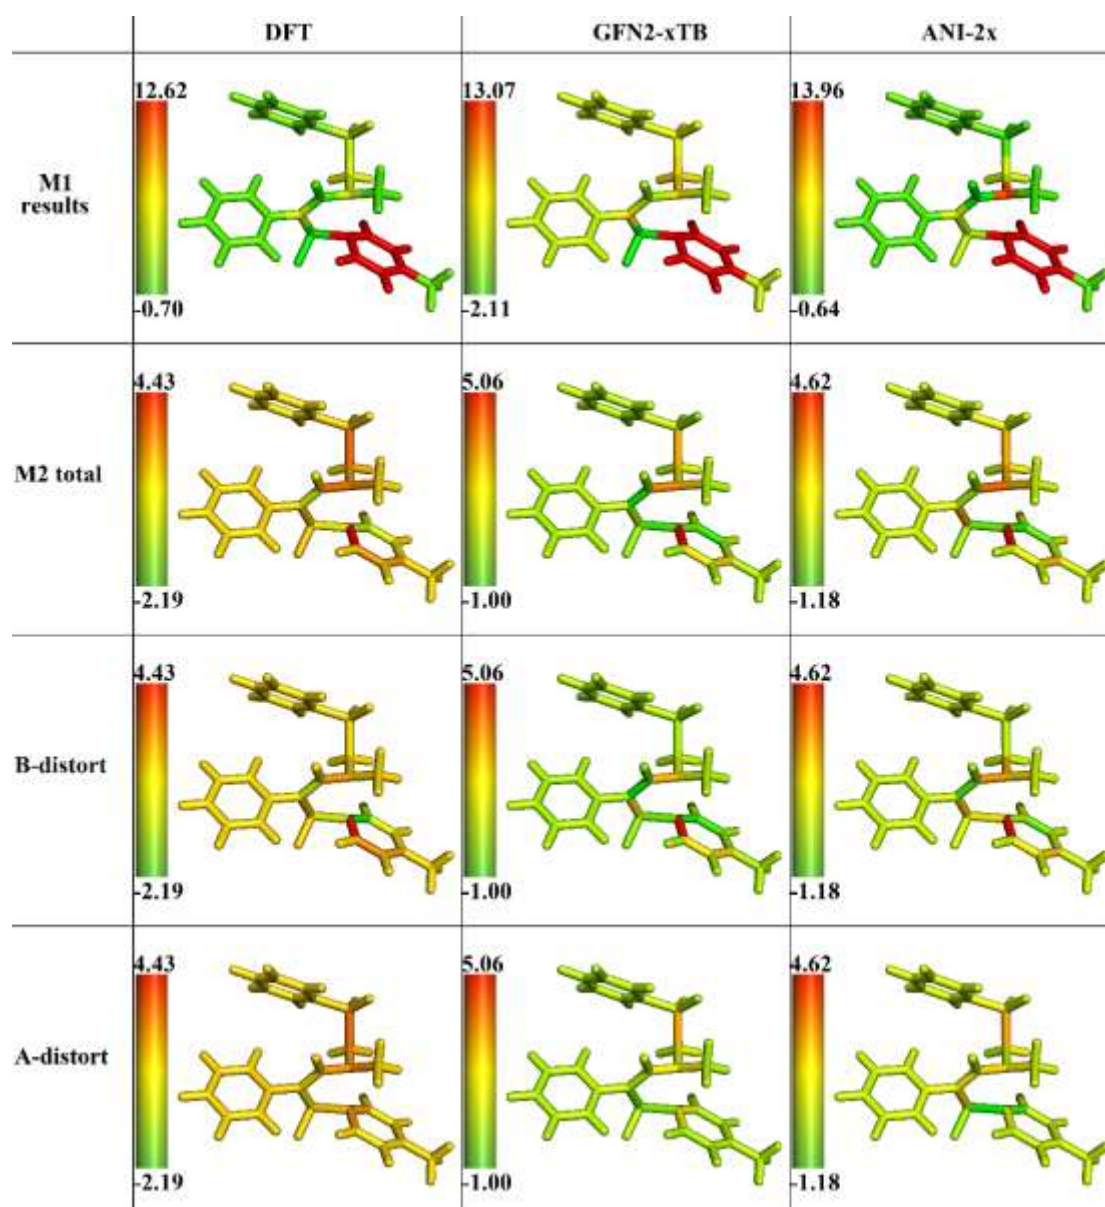 DFT GFN2-xTB ANI-2x
12.62 13.07 13.96
M1
results
-0.70 -2.11 -0.64
4.43 5.06 4.62
M2 total
-2.19 -1.00 -1.18
4.43 5.06 4.62
B-distort
-2.19 -1.00 -1.18
4.43 5.06 4.62
A-distort
-2.19 -1.00 -1.18